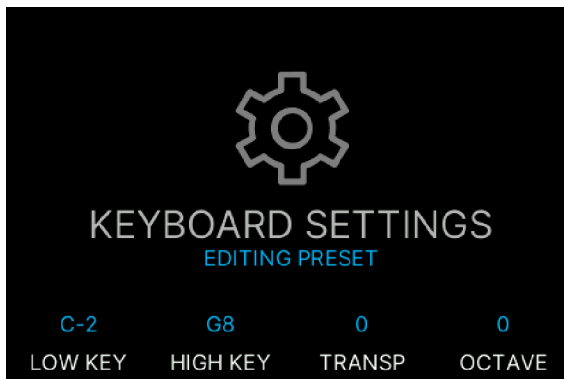 KEYBOARD SETTINGS
EDITING PRESET
C-2 G8 0 0
LOW KEY HIGH KEY TRANSP OCTAVE